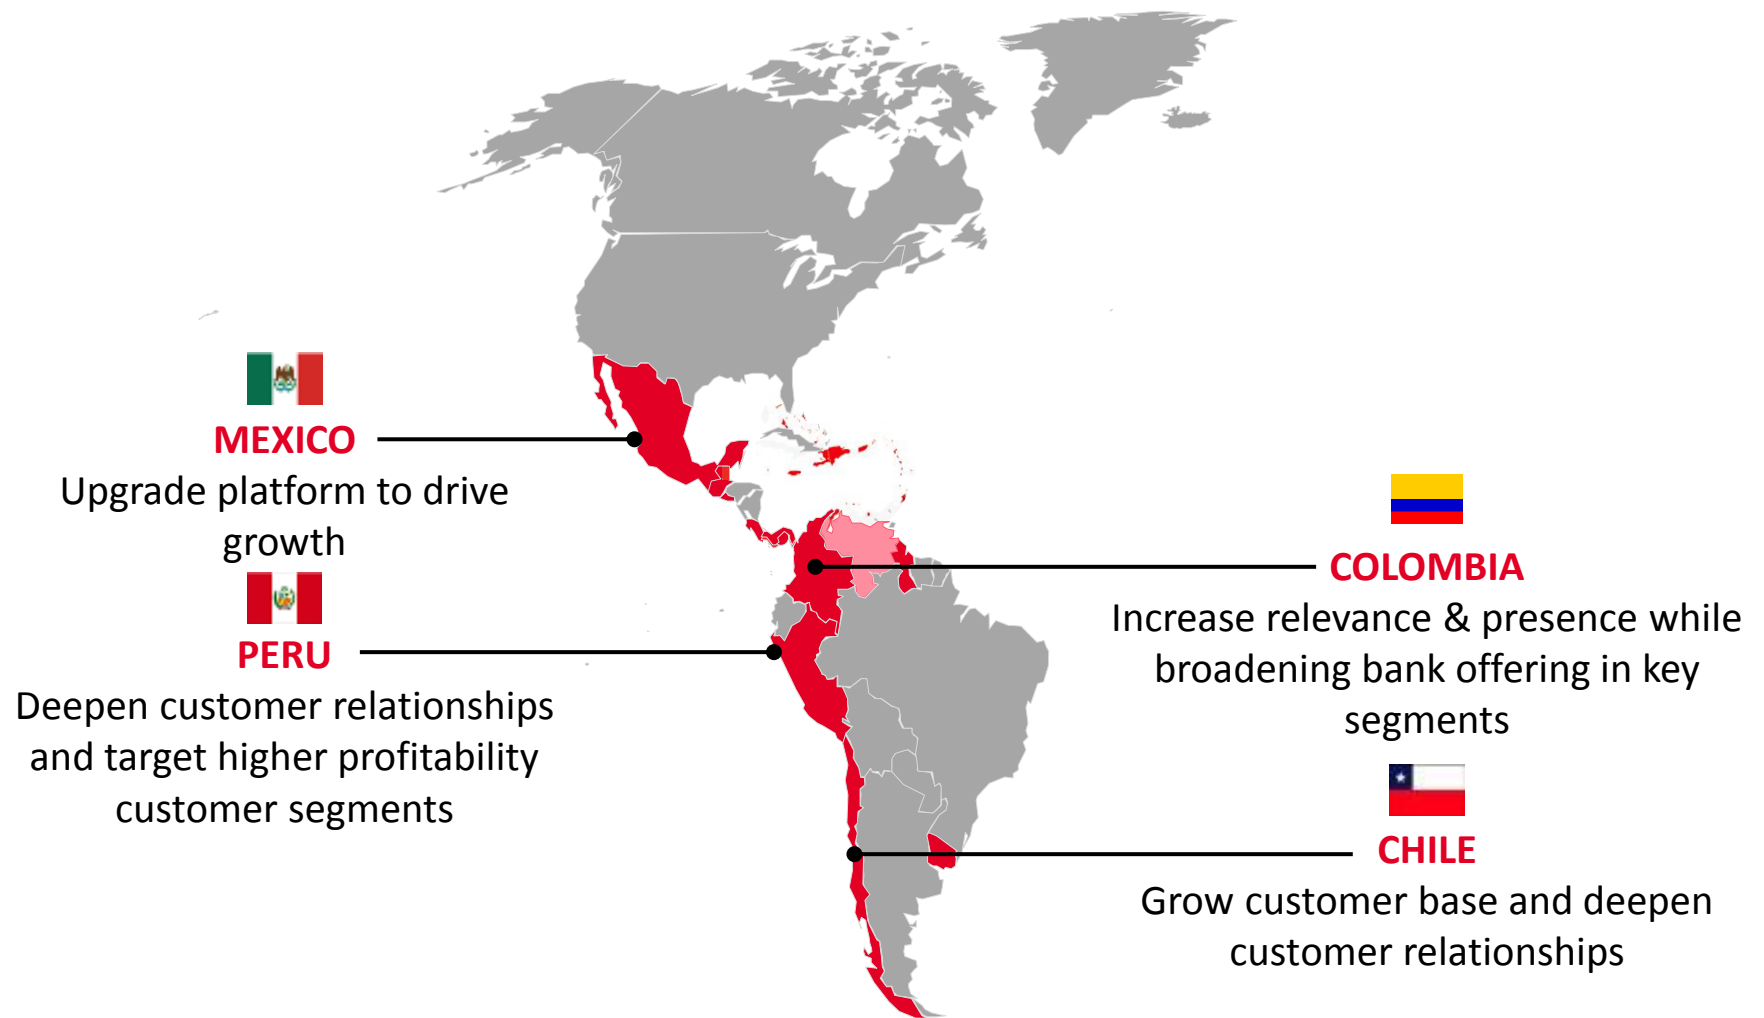 MEXICO
Upgrade platform to drive
growth
PERU
Deepen customer relationships
and target higher profitability
customer segments
COLOMBIA
Increase relevance & presence while
broadening bank offering in key
segments
CHILE
Grow customer base and deepen
customer relationships